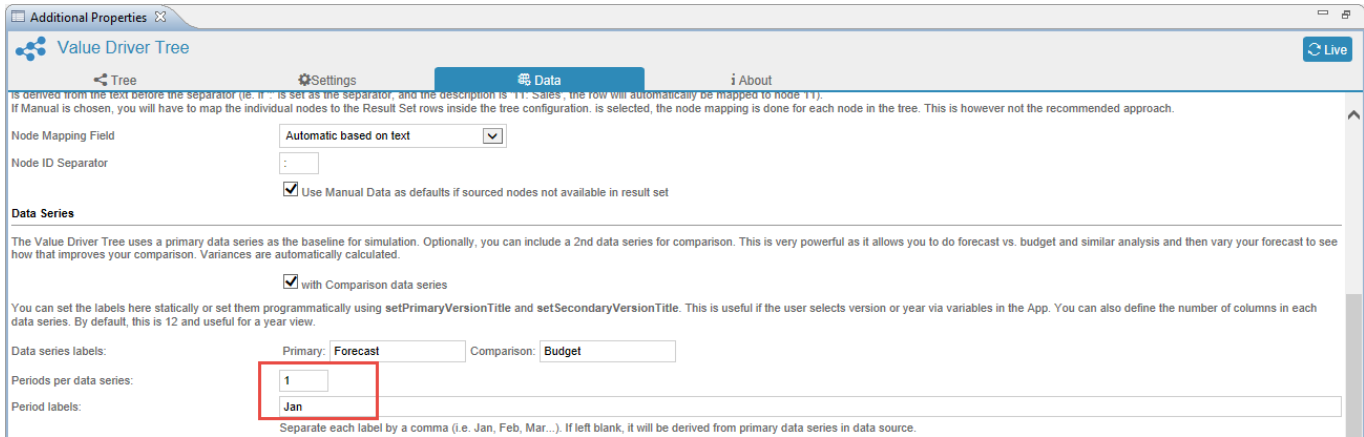 Additional Properties
Value Driver Tree
Live
Tree
Settings
Data
i About
is derived from the text before the separator (ie. if ':' is set as the separator, and the description is '11: Sales', the row will automatically be mapped to node 11).
If Manual is chosen, you will have to map the individual nodes to the Result Set rows inside the tree configuration. is selected, the node mapping is done for each node in the tree. This is however not the recommended approach.
Node Mapping Field
Automatic based on text
Node ID Separator
:
Use Manual Data as defaults if sourced nodes not available in result set
Data Series
The Value Driver Tree uses a primary data series as the baseline for simulation. Optionally, you can include a 2nd data series for comparison. This is very powerful as it allows you to do forecast vs. budget and similar analysis and then vary your forecast to see
how that improves your comparison. Variances are automatically calculated.
with Comparison data series
You can set the labels here statically or set them programmatically using setPrimaryVersionTitle and setSecondaryVersionTitle. This is useful if the user selects version or year via variables in the App. You can also define the number of columns in each
data series. By default, this is 12 and useful for a year view.
Data series labels: Primary: Forecast Comparison: Budget
Periods per data series: 1
Period labels: Jan
Separate each label by a comma (i.e. Jan, Feb, Mar...). If left blank, it will be derived from primary data series in data source.